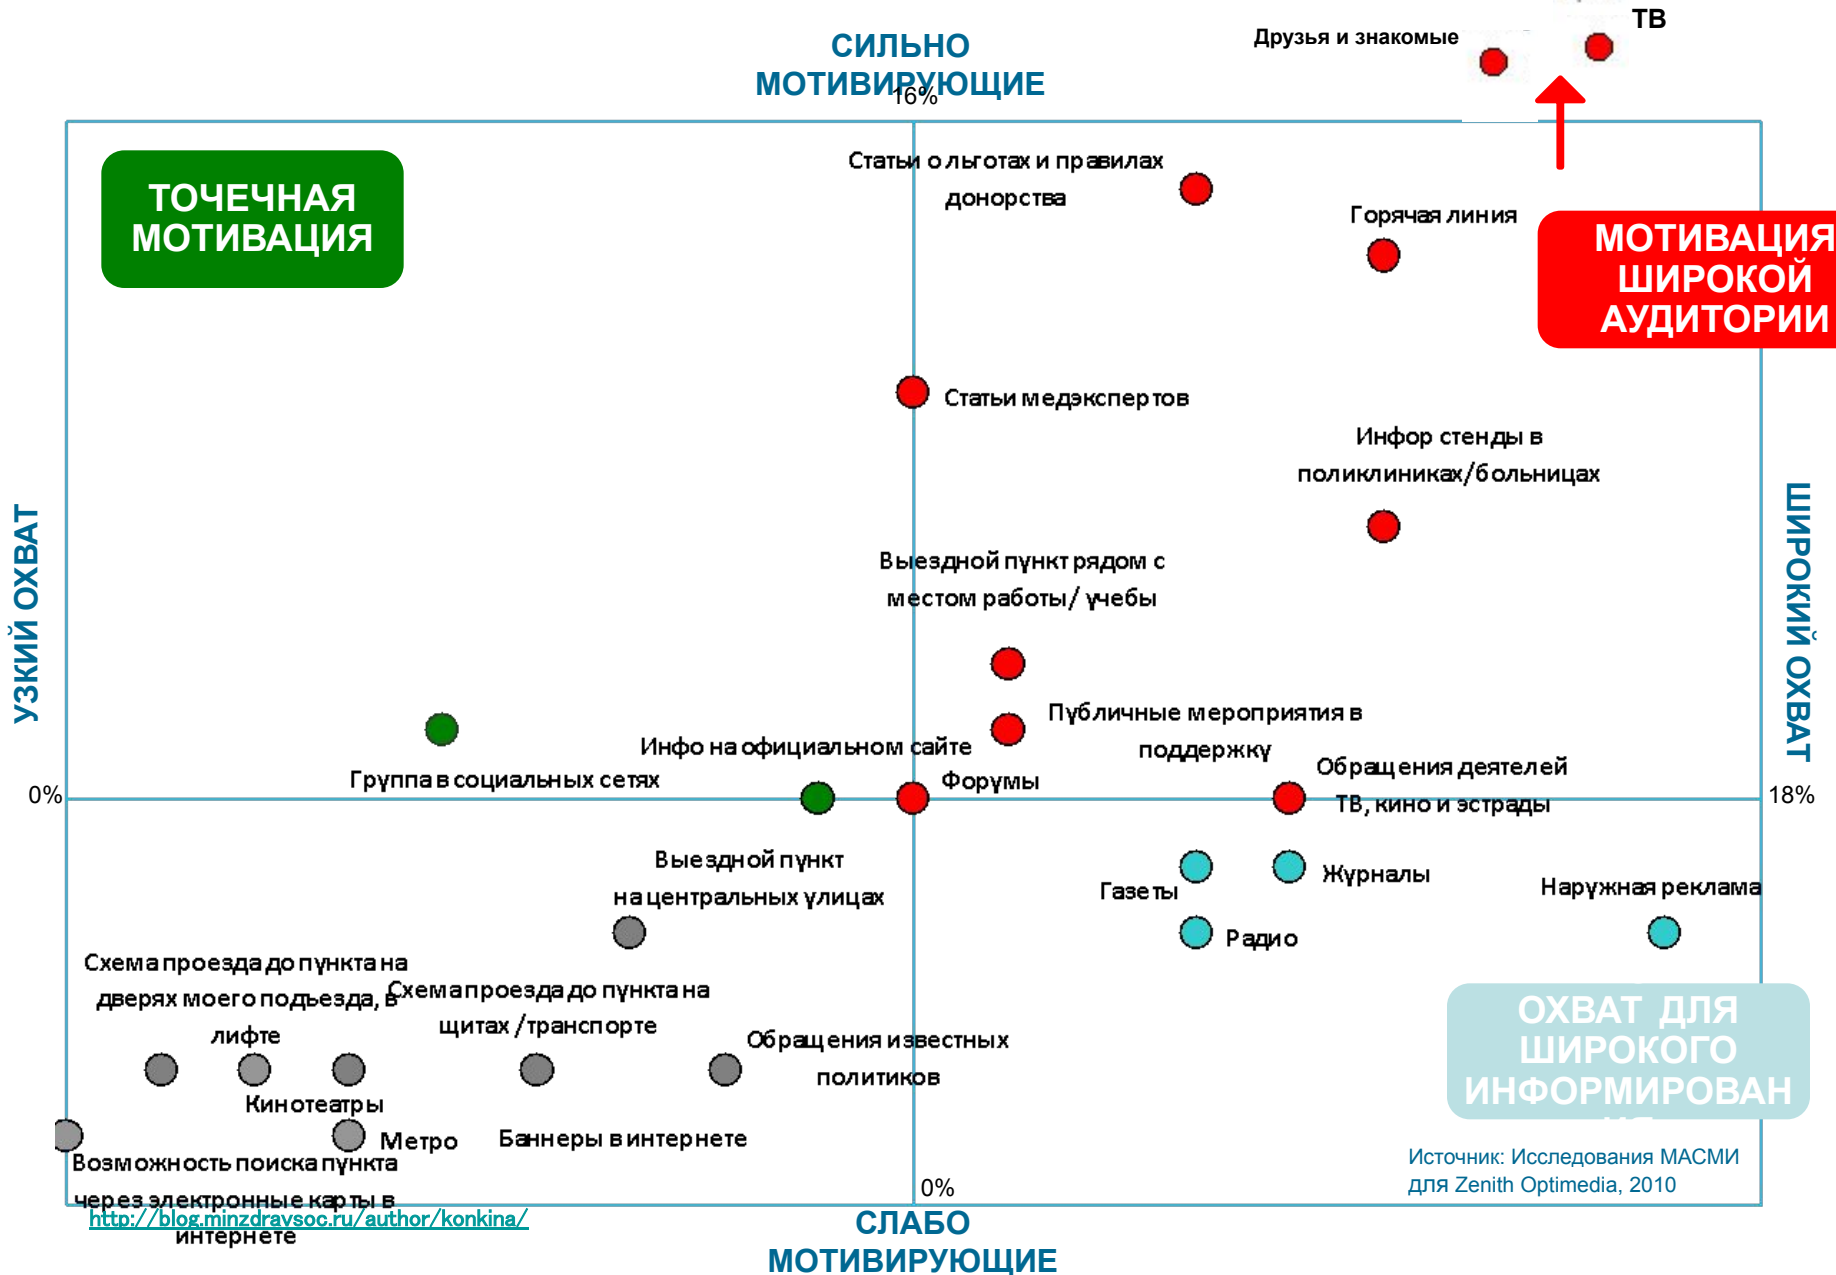 ТВ
Друзья и знакомые
СИЛЬНО
МОТИВИРУЮЩИЕ
16%
ТОЧЕЧНАЯ
МОТИВАЦИЯ
Статьи о льготах и правилах
донорства
Горячая линия
МОТИВАЦИЯ
ШИРОКОЙ
АУДИТОРИИ
Статьи медэкспертов
Инфор стенды в
поликлиниках/больницах
УЗКИЙ ОХВАТ
ШИРОКИЙ ОХВАТ
Выездной пункт рядом с
местом работы/ учебы
Публичные мероприятия в
поддержку
Инфо на официальном сайте
Группа в социальных сетях
Форумы
Обращения деятелей
ТВ, кино и эстрады
0%
18%
Выездной пункт
на центральных улицах
Газеты
Журналы
Наружная реклама
Радио
Схема проезда до пункта на
дверях моего подъезда, в
лифте
Схема проезда до пункта на
щитах /транспорте
Обращения известных
политиков
ОХВАТ ДЛЯ
ШИРОКОГО
ИНФОРМИРОВАН
Кинотеатры
Метро
Баннеры в интернете
Возможность поиска пункта
через электронные карты в
интернете
http://blog.minzdravsoc.ru/author/konkina/
Источник: Исследования МАСМИ
для Zenith Optimedia, 2010
0%
СЛАБО
МОТИВИРУЮЩИЕ